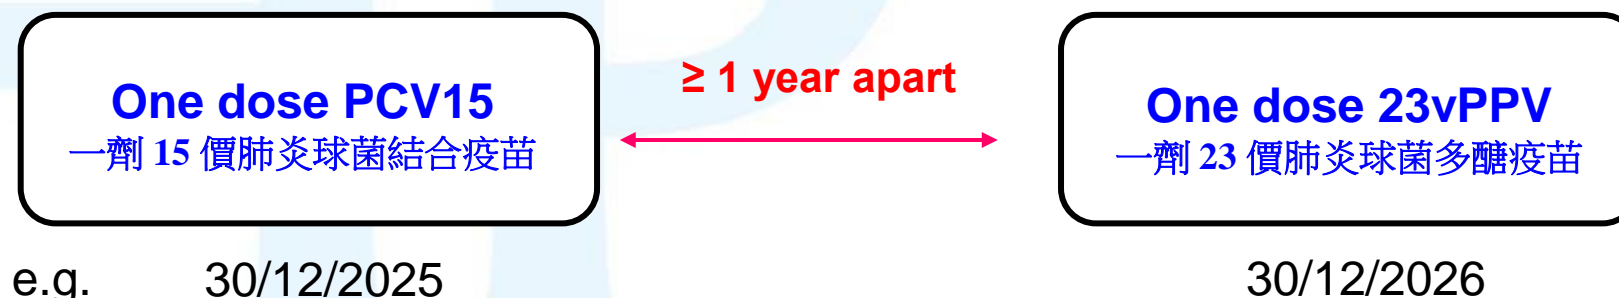 One dose PCV15
一劑 15 價肺炎球菌結合疫苗
≥ 1 year apart
One dose 23vPPV
一劑 23 價肺炎球菌多醣疫苗
e.g. 30/12/2025 30/12/2026